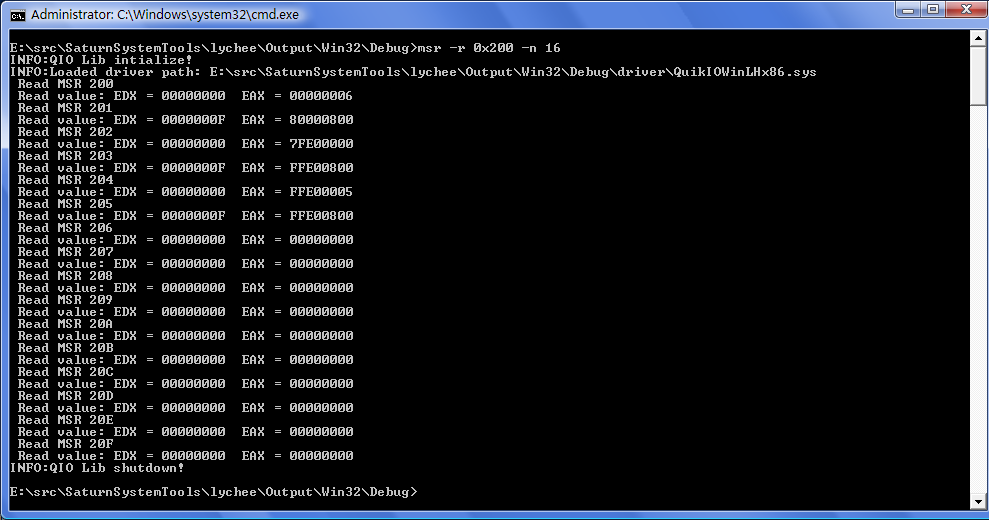 Administrator: C:\Windows\system32\cmd.exe
E:\src\SaturnSystemTools\lychee\Output\Win32\Debug>msr -r 0x200 -n 16
INFO:QIO Lib intialize!
INFO:Loaded driver path: E:\src\SaturnSystemTools\lychee\Output\Win32\Debug\driver\QuikIOWinLHx86.sys
Read MSR 200
Read value: EDX = 00000000  EAX = 00000006
Read MSR 201
Read value: EDX = 0000000F  EAX = 80000800
Read MSR 202
Read value: EDX = 00000000  EAX = 7FE00000
Read MSR 203
Read value: EDX = 0000000F  EAX = FFE00800
Read MSR 204
Read value: EDX = 00000000  EAX = FFE00005
Read MSR 205
Read value: EDX = 0000000F  EAX = FFE00800
Read MSR 206
Read value: EDX = 00000000  EAX = 00000000
Read MSR 207
Read value: EDX = 00000000  EAX = 00000000
Read MSR 208
Read value: EDX = 00000000  EAX = 00000000
Read MSR 209
Read value: EDX = 00000000  EAX = 00000000
Read MSR 20A
Read value: EDX = 00000000  EAX = 00000000
Read MSR 20B
Read value: EDX = 00000000  EAX = 00000000
Read MSR 20C
Read value: EDX = 00000000  EAX = 00000000
Read MSR 20D
Read value: EDX = 00000000  EAX = 00000000
Read MSR 20E
Read value: EDX = 00000000  EAX = 00000000
Read MSR 20F
Read value: EDX = 00000000  EAX = 00000000
INFO:QIO Lib shutdown!
E:\src\SaturnSystemTools\lychee\Output\Win32\Debug>